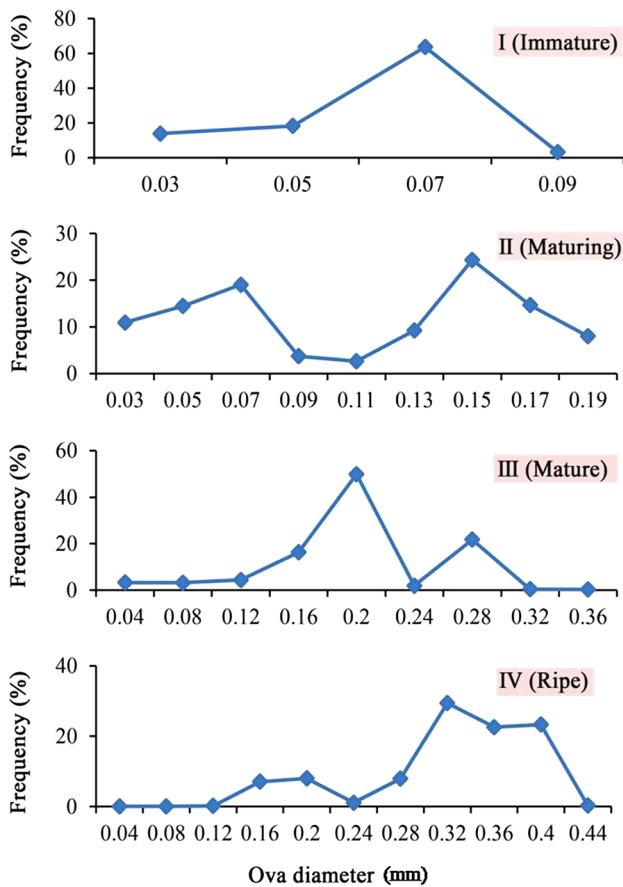 I (Immature)
Frequency (%)
80
60
40
20
0
0.03 0.05 0.07 0.09
II (Maturing)
Frequency (%)
30
20
10
0
0.03 0.05 0.07 0.09 0.11 0.13 0.15 0.17 0.19
III (Mature)
Frequency (%)
60
40
20
0
0.04 0.08 0.12 0.16 0.2 0.24 0.28 0.32 0.36
IV (Ripe)
Frequency (%)
40
20
0
0.04 0.08 0.12 0.16 0.2 0.24 0.28 0.32 0.36 0.4 0.44
Ova diameter (mm)